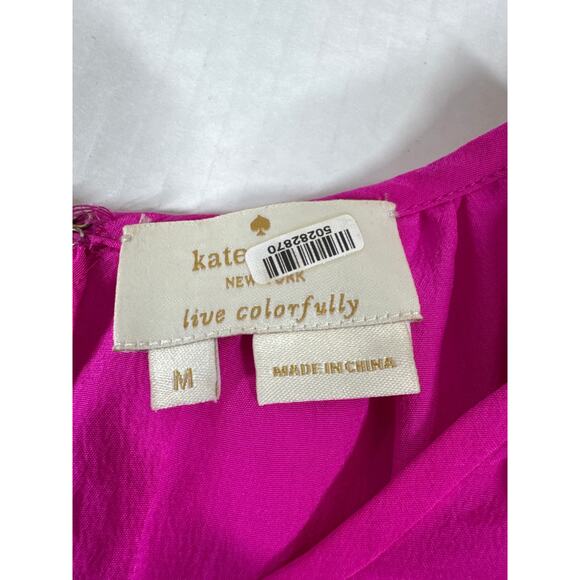 kate
50282870
NEW YORK
live colorfully
M
MADE IN CHINA